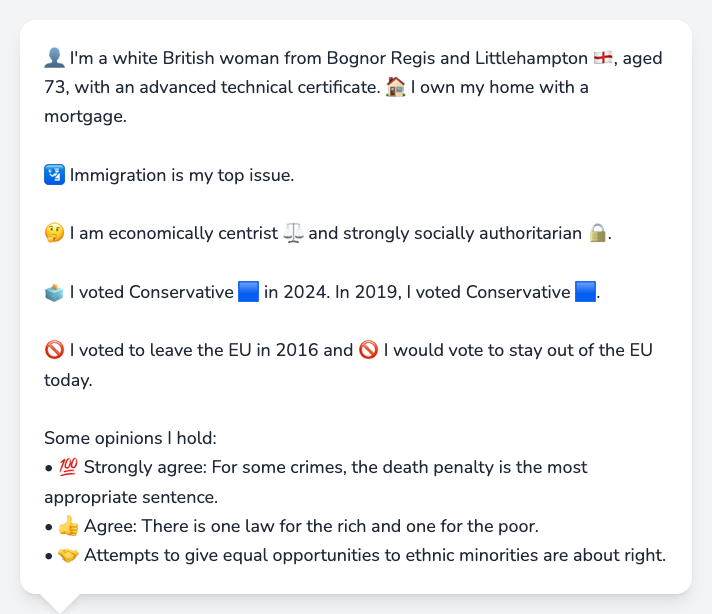 👤 I'm a white British woman from Bognor Regis and Littlehampton 🏴󠁧󠁢󠁥󠁮󠁧󠁿, aged
73, with an advanced technical certificate. 🏠 I own my home with a
mortgage.
🛂 Immigration is my top issue.
🤔 I am economically centrist ⚖️ and strongly socially authoritarian 🔒.
🗳️ I voted Conservative 🟦 in 2024. In 2019, I voted Conservative 🟦.
🚫 I voted to leave the EU in 2016 and 🚫 I would vote to stay out of the EU
today.
Some opinions I hold:
• 💯 Strongly agree: For some crimes, the death penalty is the most
appropriate sentence.
• 👍 Agree: There is one law for the rich and one for the poor.
• 🤝 Attempts to give equal opportunities to ethnic minorities are about right.